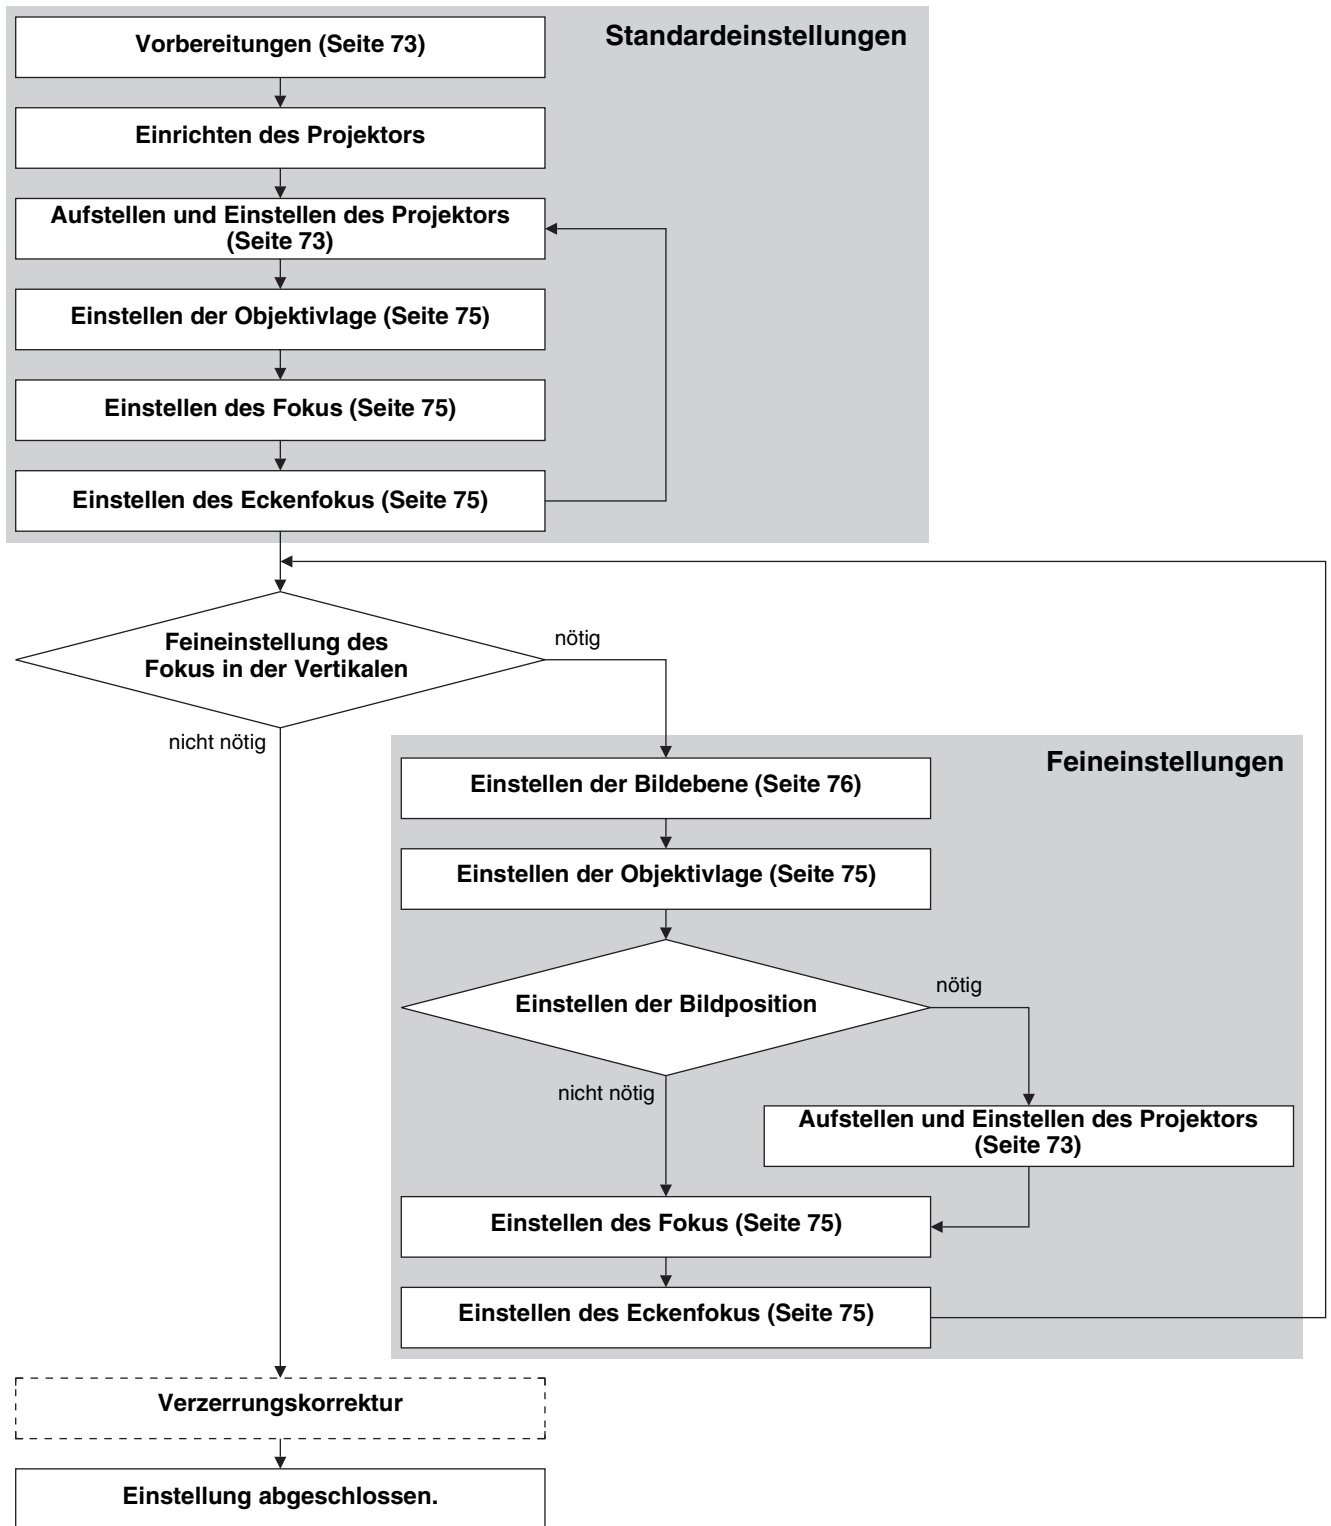 Standardeinstellungen
Vorbereitungen (Seite 73)
Einrichten des Projektors
Aufstellen und Einstellen des Projektors
(Seite 73)
Einstellen der Objektivlage (Seite 75)
Einstellen des Fokus (Seite 75)
Einstellen des Eckenfokus (Seite 75)
Feineinstellung des
Fokus in der Vertikalen
nötig
nicht nötig
Feineinstellungen
Einstellen der Bildebene (Seite 76)
Einstellen der Objektivlage (Seite 75)
Einstellen der Bildposition
nötig
nicht nötig
Aufstellen und Einstellen des Projektors
(Seite 73)
Einstellen des Fokus (Seite 75)
Einstellen des Eckenfokus (Seite 75)
Verzerrungskorrektur
Einstellung abgeschlossen.